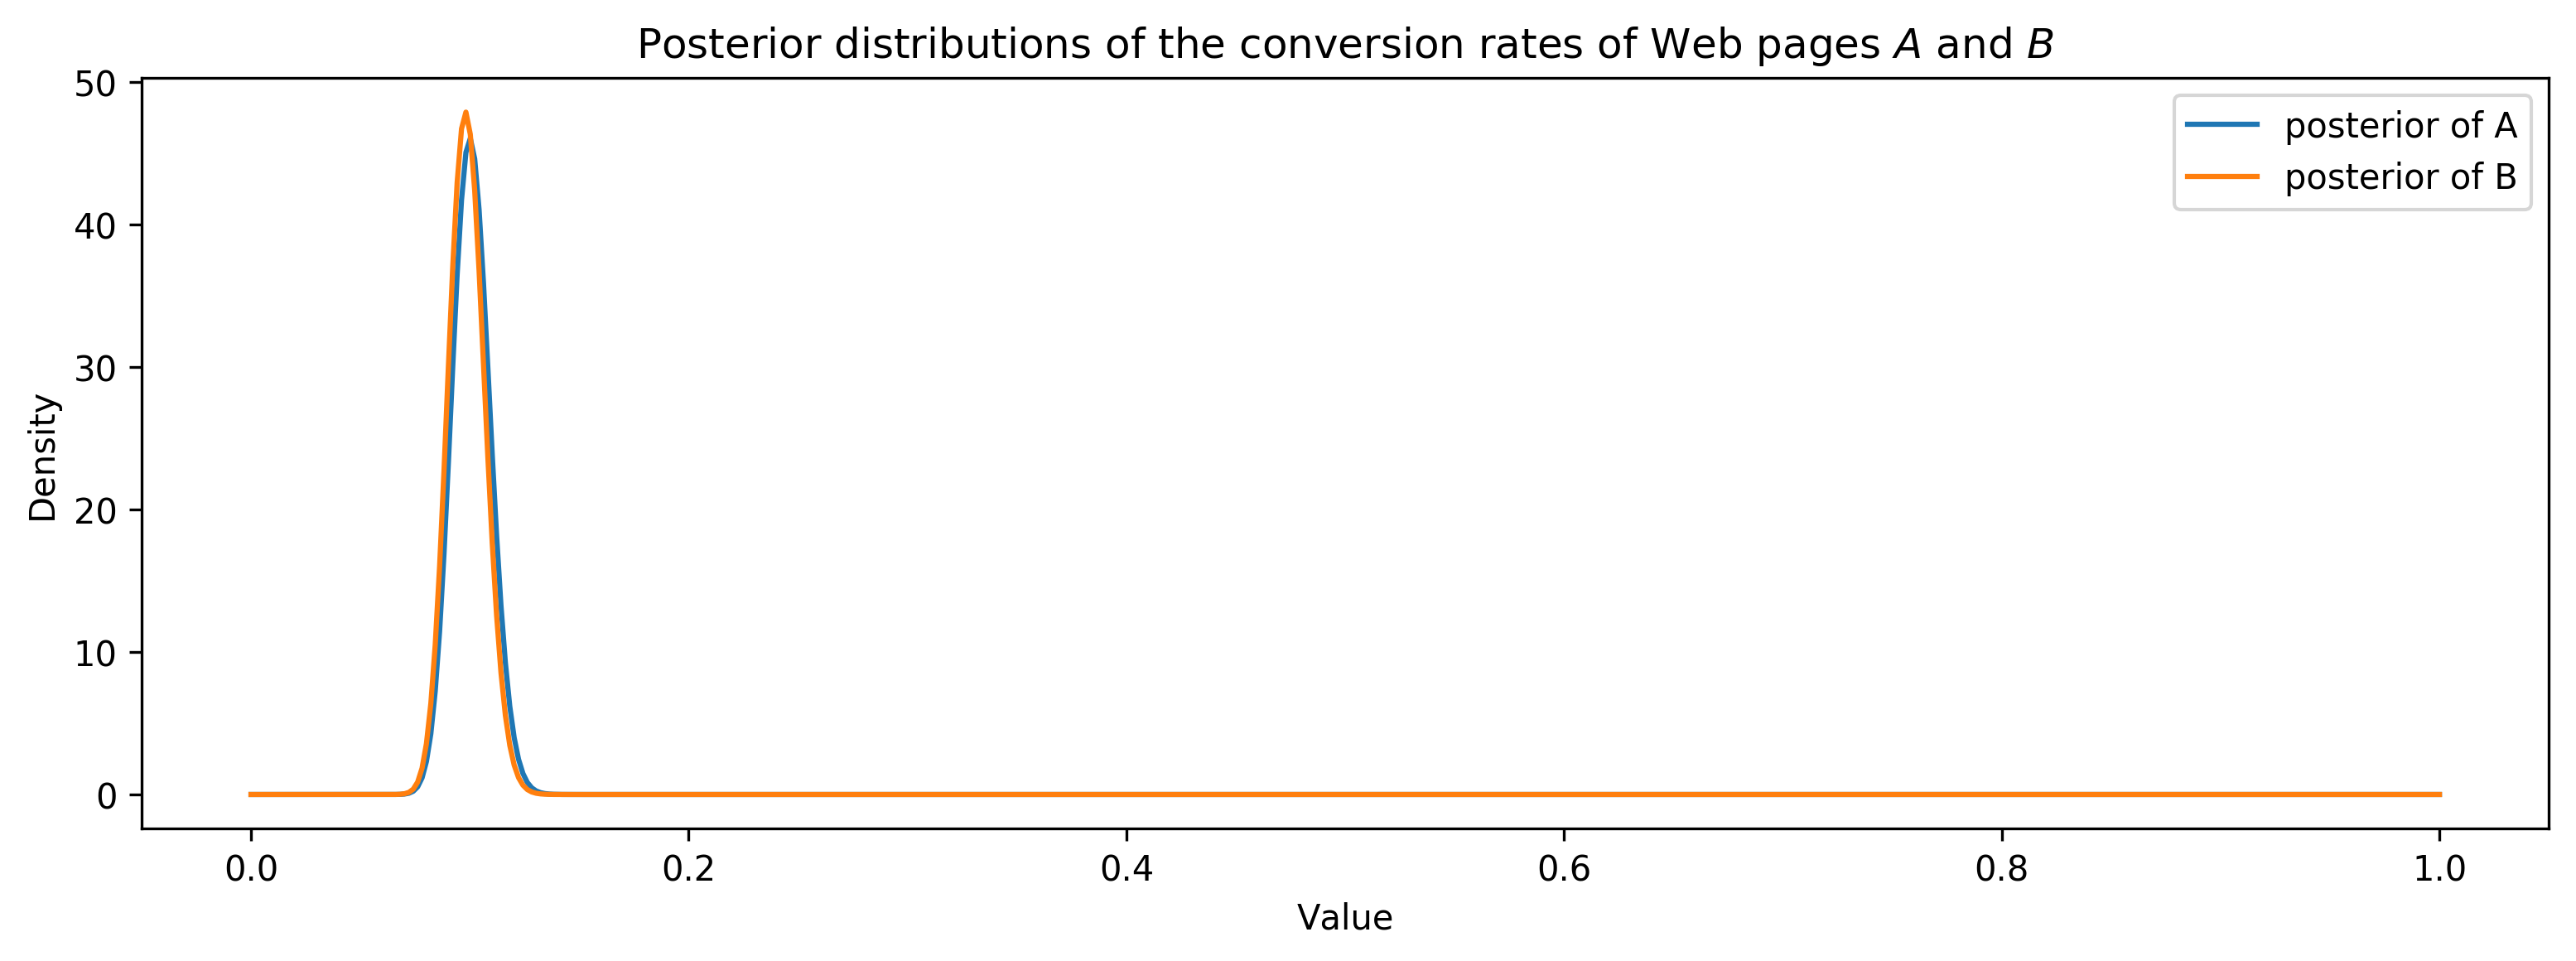 Posterior distributions of the conversion rates of Web pages A and B
50
40
30
20
10
0
Density
posterior of A
posterior of B
0.0 0.2 0.4 0.6 0.8 1.0
Value